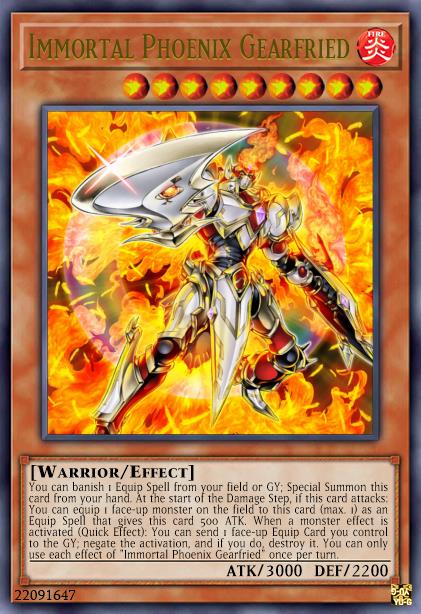 Immortal Phoenix Gearfried
FIRE
炎
[Warrior/Effect]
You can banish 1 Equip Spell from your field or GY; Special Summon this
card from your hand. At the start of the Damage Step, if this card attacks:
You can equip 1 face-up monster on the field to this card (max. 1) as an
Equip Spell that gives this card 500 ATK. When a monster effect is
activated (Quick Effect): You can send 1 face-up Equip Card you control
to the GY; negate the activation, and if you do, destroy it. You can only
use each effect of "Immortal Phoenix Gearfried" once per turn.
ATK/3000 DEF/2200
22091647